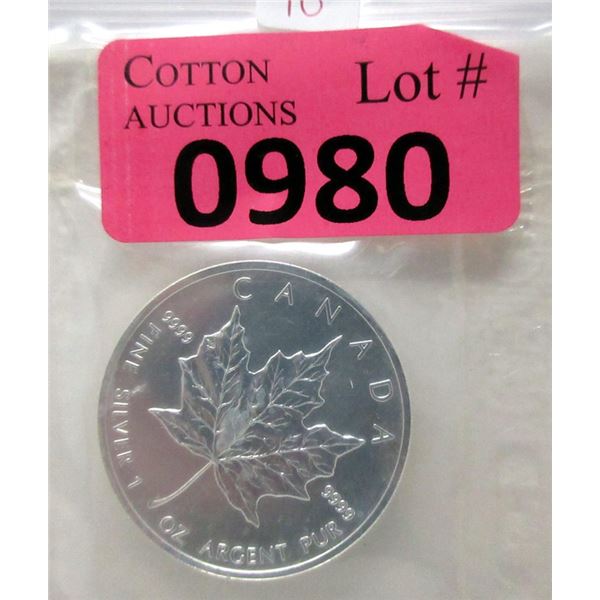 10
COTTON AUCTIONS
Lot #
0980
CANADA
9999
FINE SILVER 1 OZ ARGENT PUR
9999